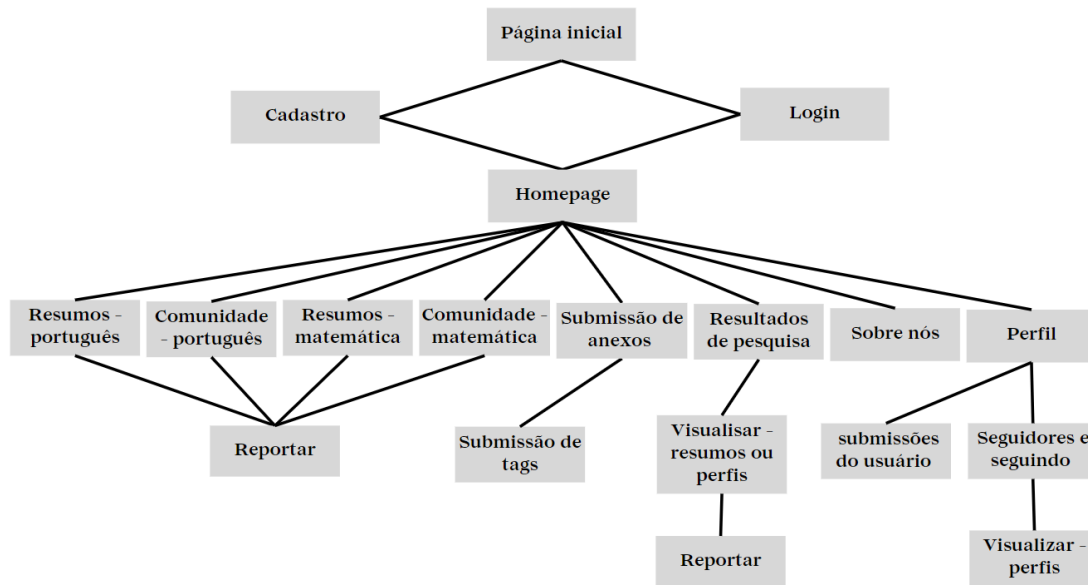 Página inicial
Cadastro
Login
Homepage
Resumos -
português
Comunidade
- português
Resumos -
matemática
Comunidade -
matemática
Submissão de
anexos
Resultados
de pesquisa
Sobre nós
Perfil
Reportar
Submissão de
tags
Visualisar -
resumos ou
perfis
submissões
do usuário
Seguidores e
seguindo
Reportar
Visualizar -
perfis